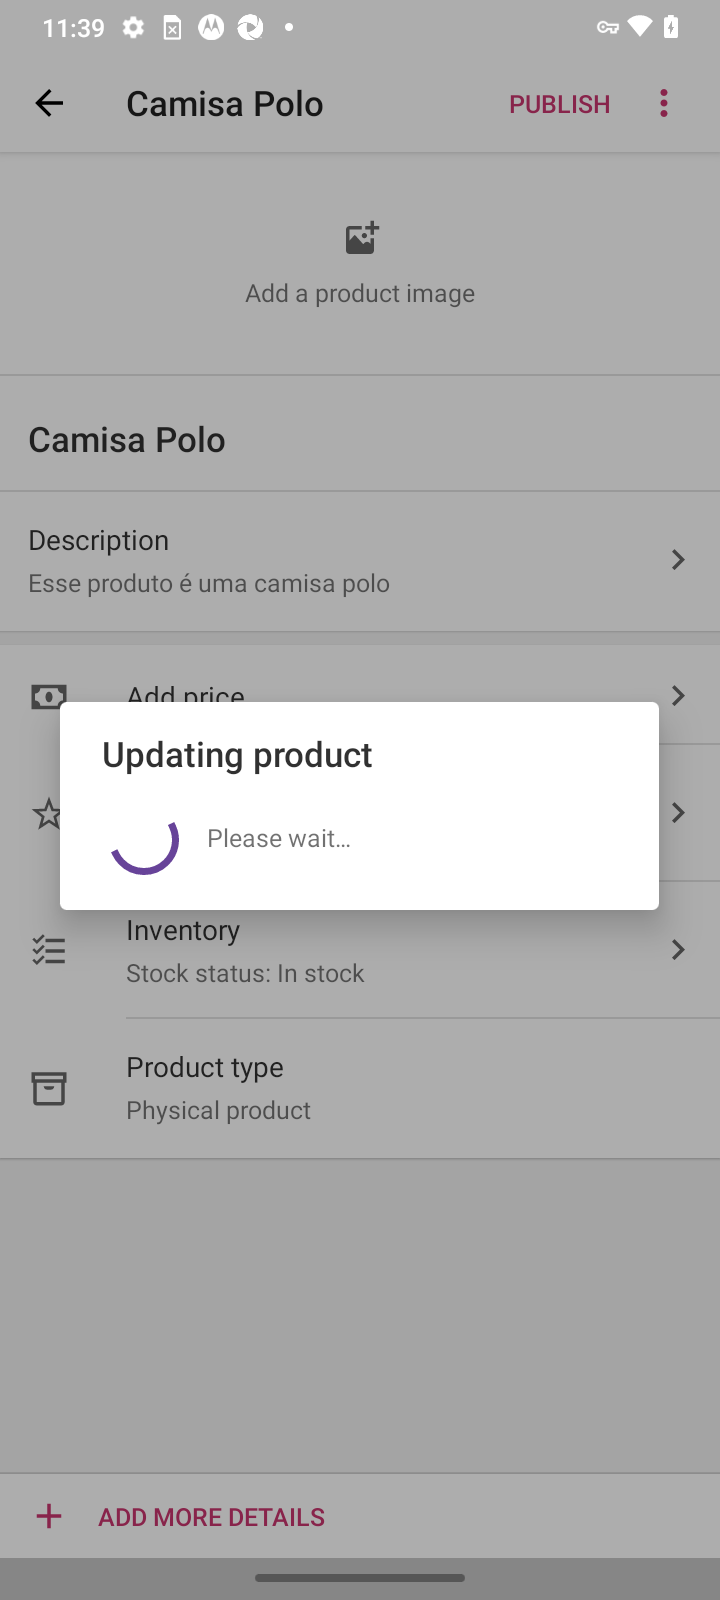 11:39
Camisa Polo
PUBLISH
Add a product image
Camisa Polo
Description
Esse produto é uma camisa polo
Add price
Updating product
Please wait...
Inventory
Stock status: In stock
Product type
Physical product
ADD MORE DETAILS